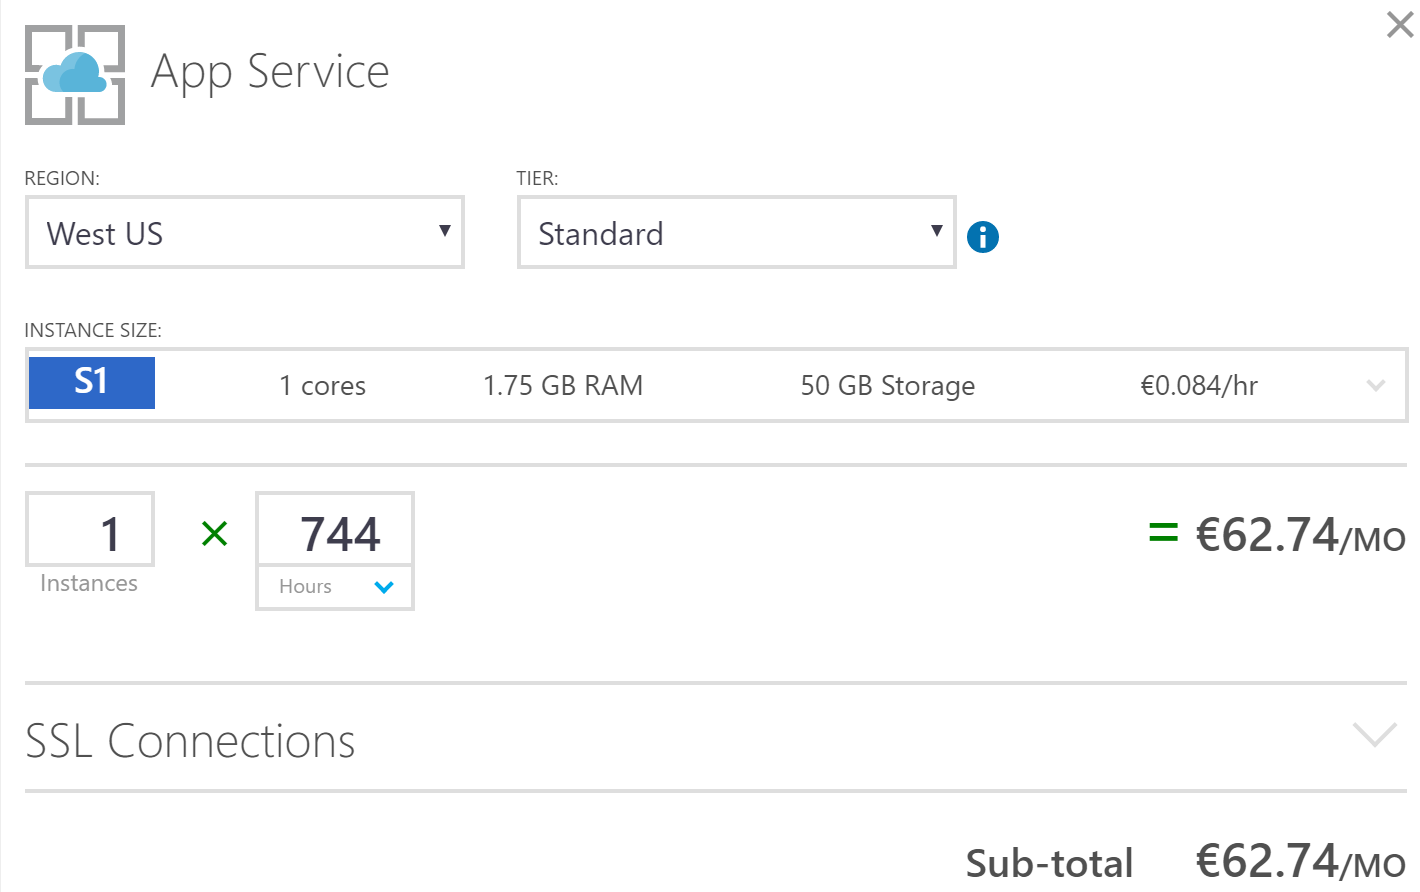 App Service
REGION:
TIER:
West US
Standard
INSTANCE SIZE:
S1 1 cores 1.75 GB RAM 50 GB Storage €0.084/hr
1 × 744 = €62.74/MO
Instances
Hours
SSL Connections
Sub-total €62.74/MO